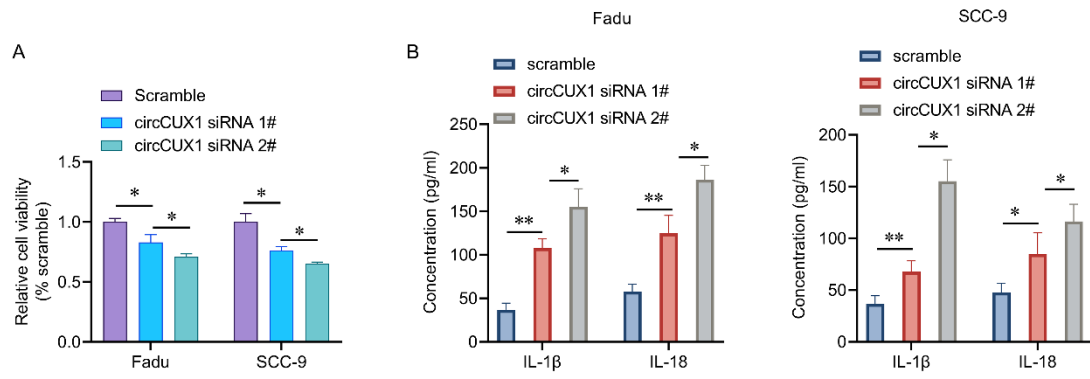 A
Scramble
circCUX1 siRNA 1#
circCUX1 siRNA 2#
Relative cell viability
(% scramble)
1.5
1.0
0.5
0.0
* * * *
Fadu SCC-9
B
Fadu
scramble
circCUX1 siRNA 1#
circCUX1 siRNA 2#
Concentration (pg/ml)
250
200
150
100
50
0
** * ** *
IL-1β IL-18
SCC-9
scramble
circCUX1 siRNA 1#
circCUX1 siRNA 2#
Concentration (pg/ml)
200
150
100
50
0
** * * *
IL-1β IL-18